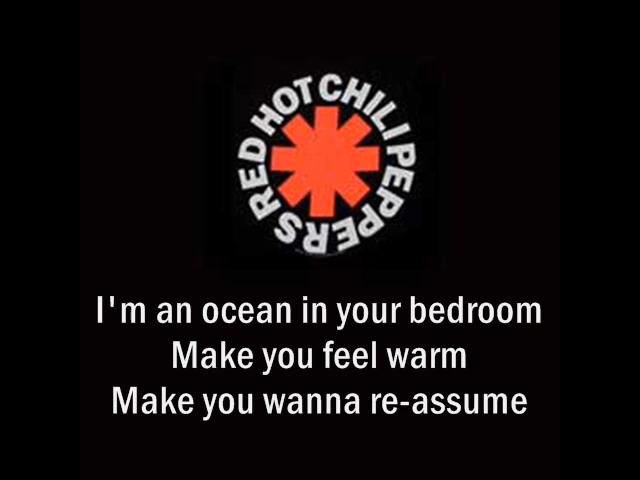 RED HOT CHILI PEPPERS
I'm an ocean in your bedroom
Make you feel warm
Make you wanna re-assume